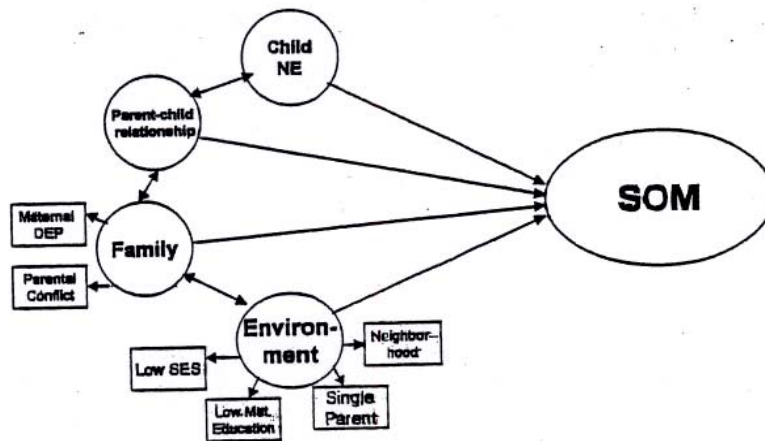 Child
NE
Parent-child
relationship
SOM
Maternal
DEP
Family
Parental
Conflict
Environ-
ment
Neighbor-
hood
Low SES
Single
Parent
Low Mat.
Education